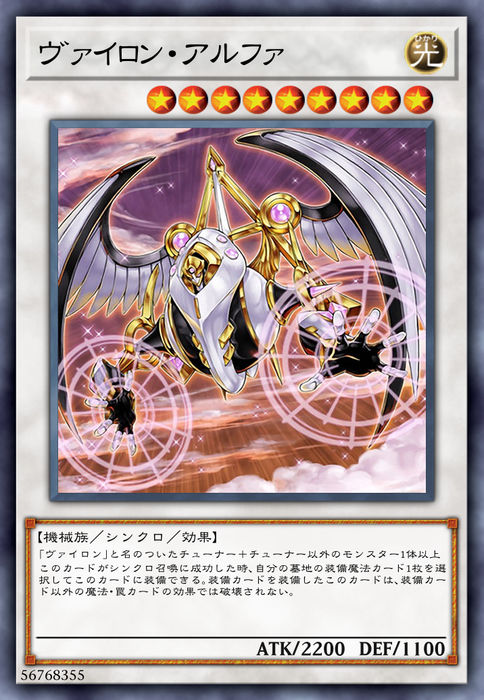 ヴァイロン・アルファ
ひかり
光
【機械族／シンクロ／効果】
「ヴァイロン」と名のついたチューナー＋チューナー以外のモンスター1体以上
このカードがシンクロ召喚に成功した時、自分の墓地の装備魔法カード1枚を選
択してこのカードに装備できる。装備カードを装備したこのカードは、装備カー
ド以外の魔法・罠カードの効果では破壊されない。
ATK/2200 DEF/1100
56768355